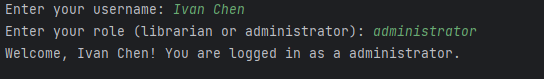 Enter your username: Ivan Chen
Enter your role (librarian or administrator): administrator
Welcome, Ivan Chen! You are logged in as a administrator.